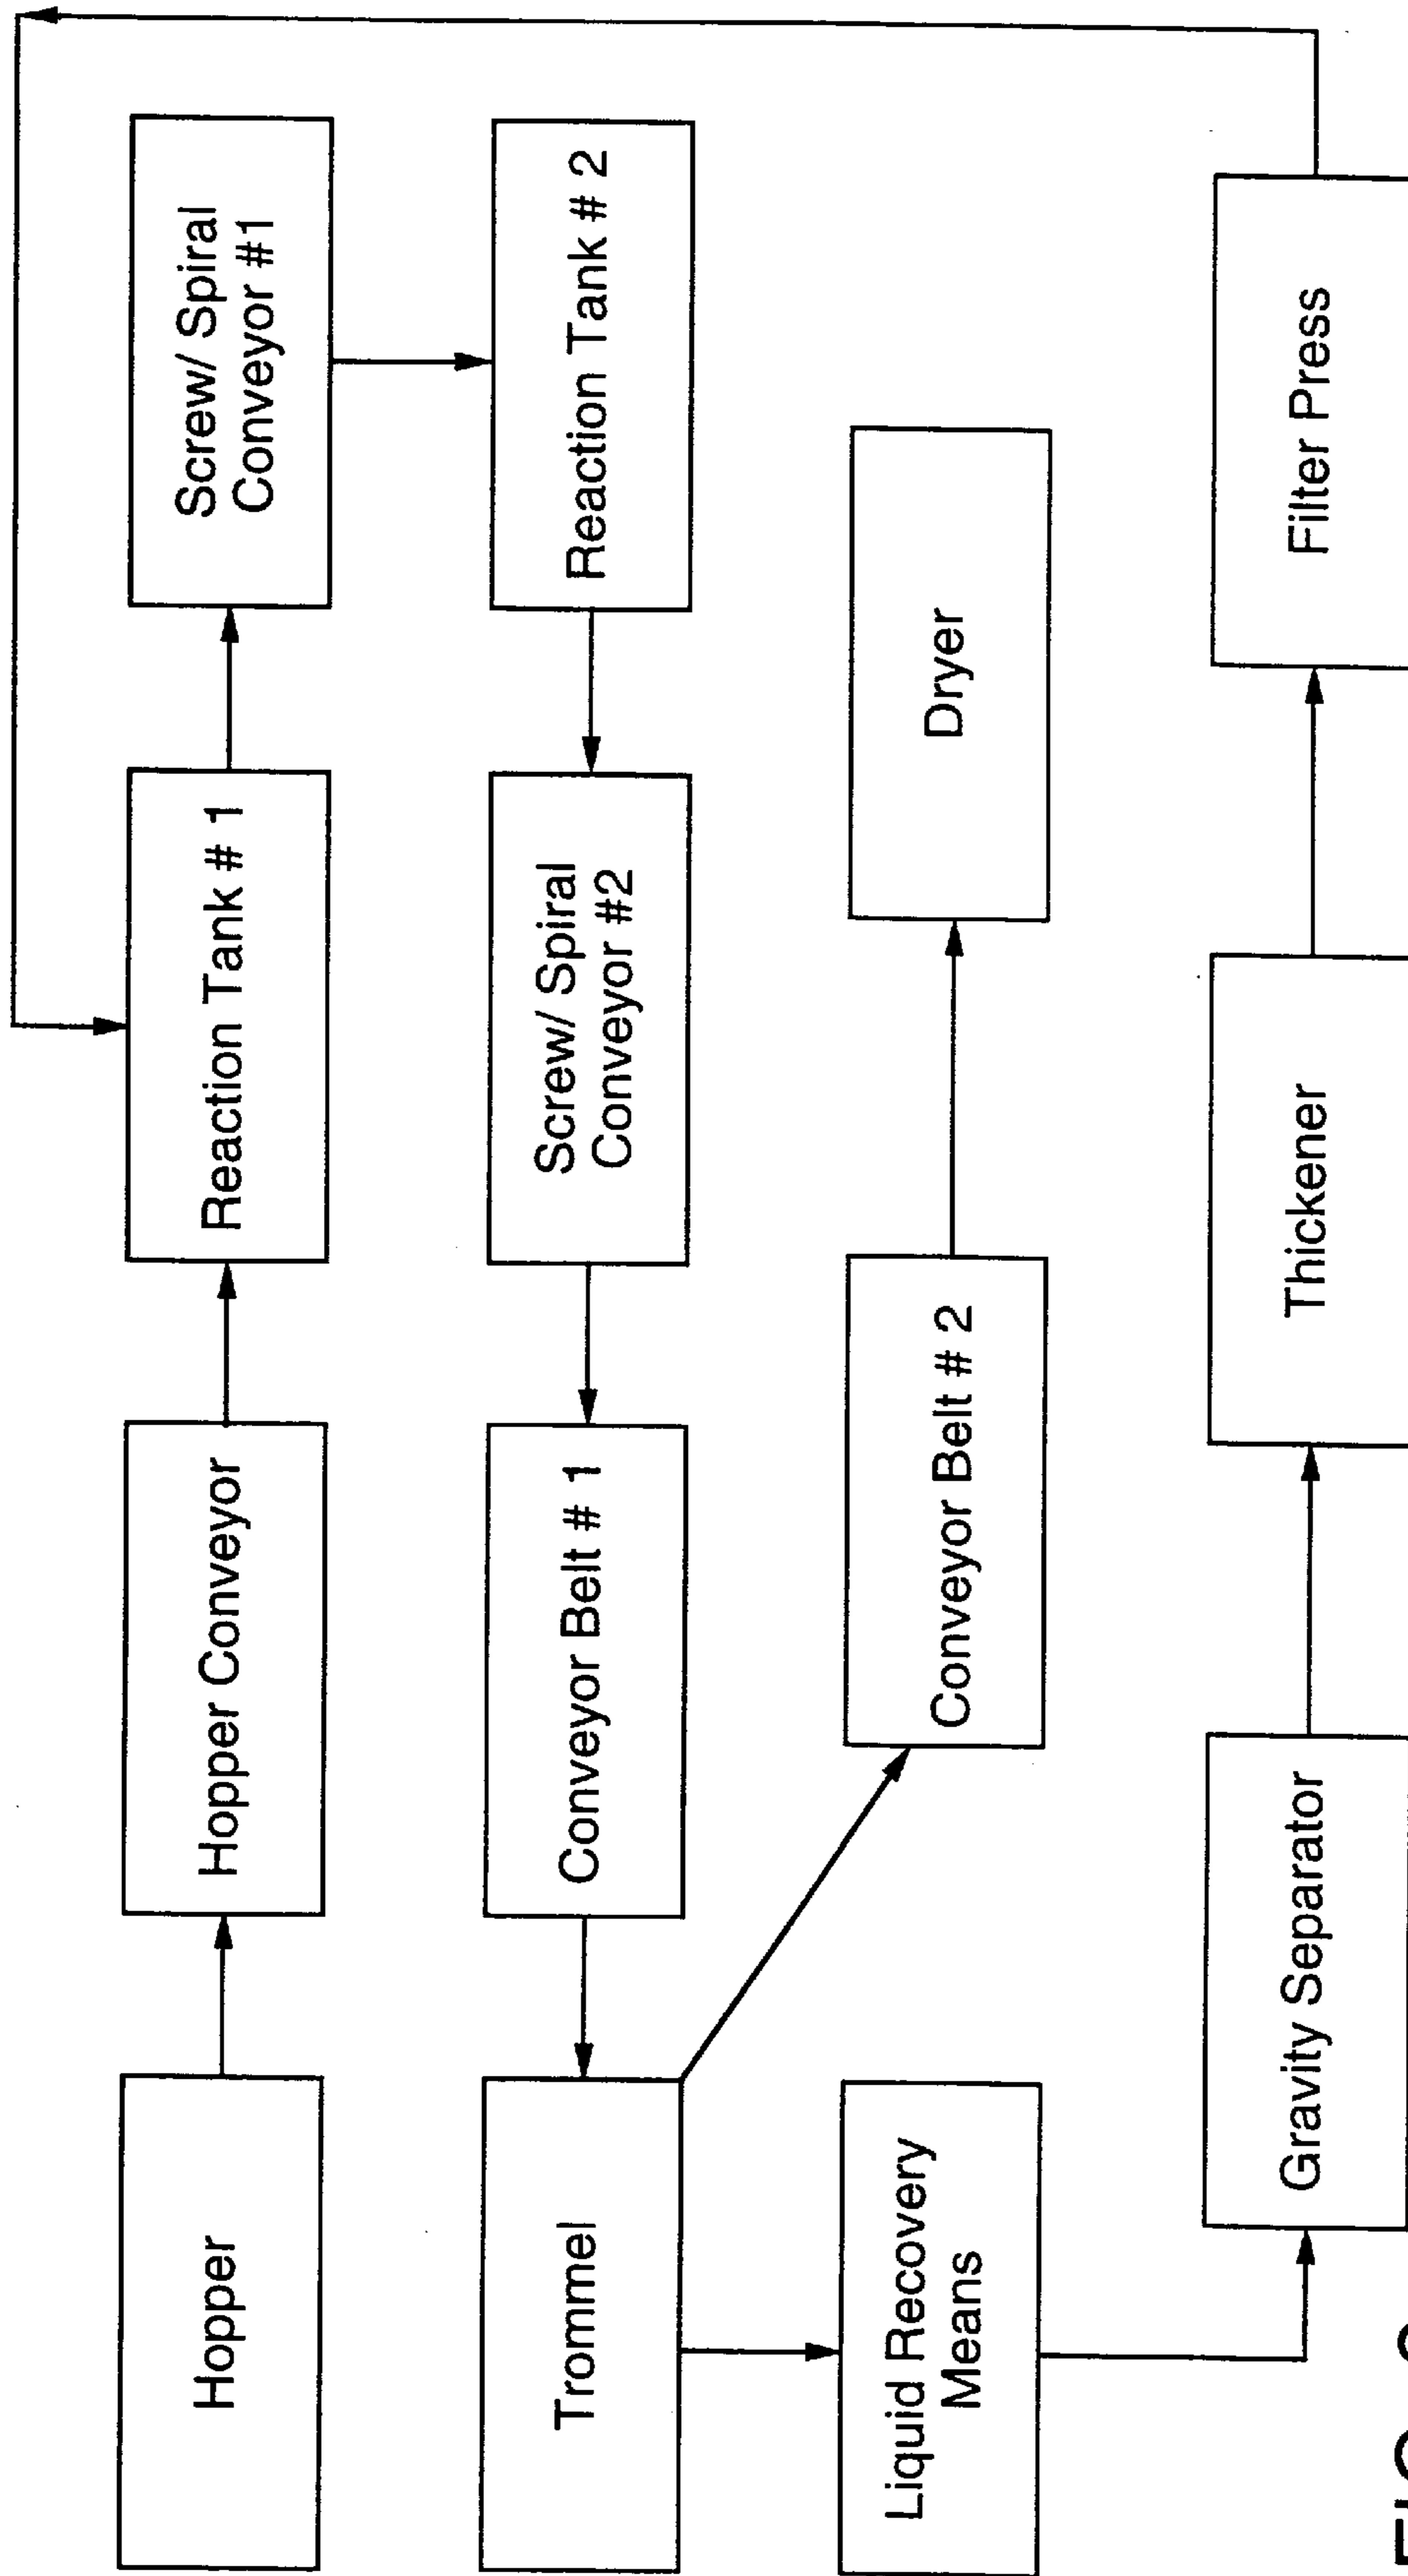 Hopper
Hopper Conveyor
Reaction Tank # 1
Screw/ Spiral
Conveyor #1
Trommel
Conveyor Belt # 1
Screw/ Spiral
Conveyor #2
Reaction Tank # 2
Liquid Recovery
Means
Conveyor Belt # 2
Dryer
Gravity Separator
Thickener
Filter Press